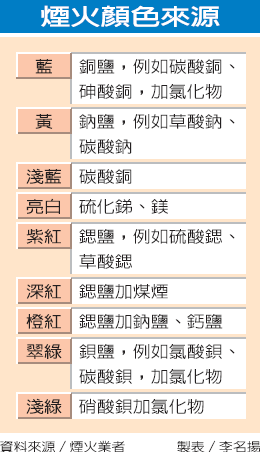 煙火顏色來源
藍 銅鹽，例如碳酸銅、
砷酸銅，加氯化物
黃 鈉鹽，例如草酸鈉、
碳酸鈉
淺藍 碳酸銅
亮白 硫化銻、鎂
紫紅 鍶鹽，例如硫酸鍶、
草酸鍶
深紅 鍶鹽加煤煙
橙紅 鍶鹽加鈉鹽、鈣鹽
翠綠 鋇鹽，例如氯酸鋇、
碳酸鋇，加氯化物
淺綠 硝酸鋇加氯化物
資料來源／煙火業者 製表／李名揚